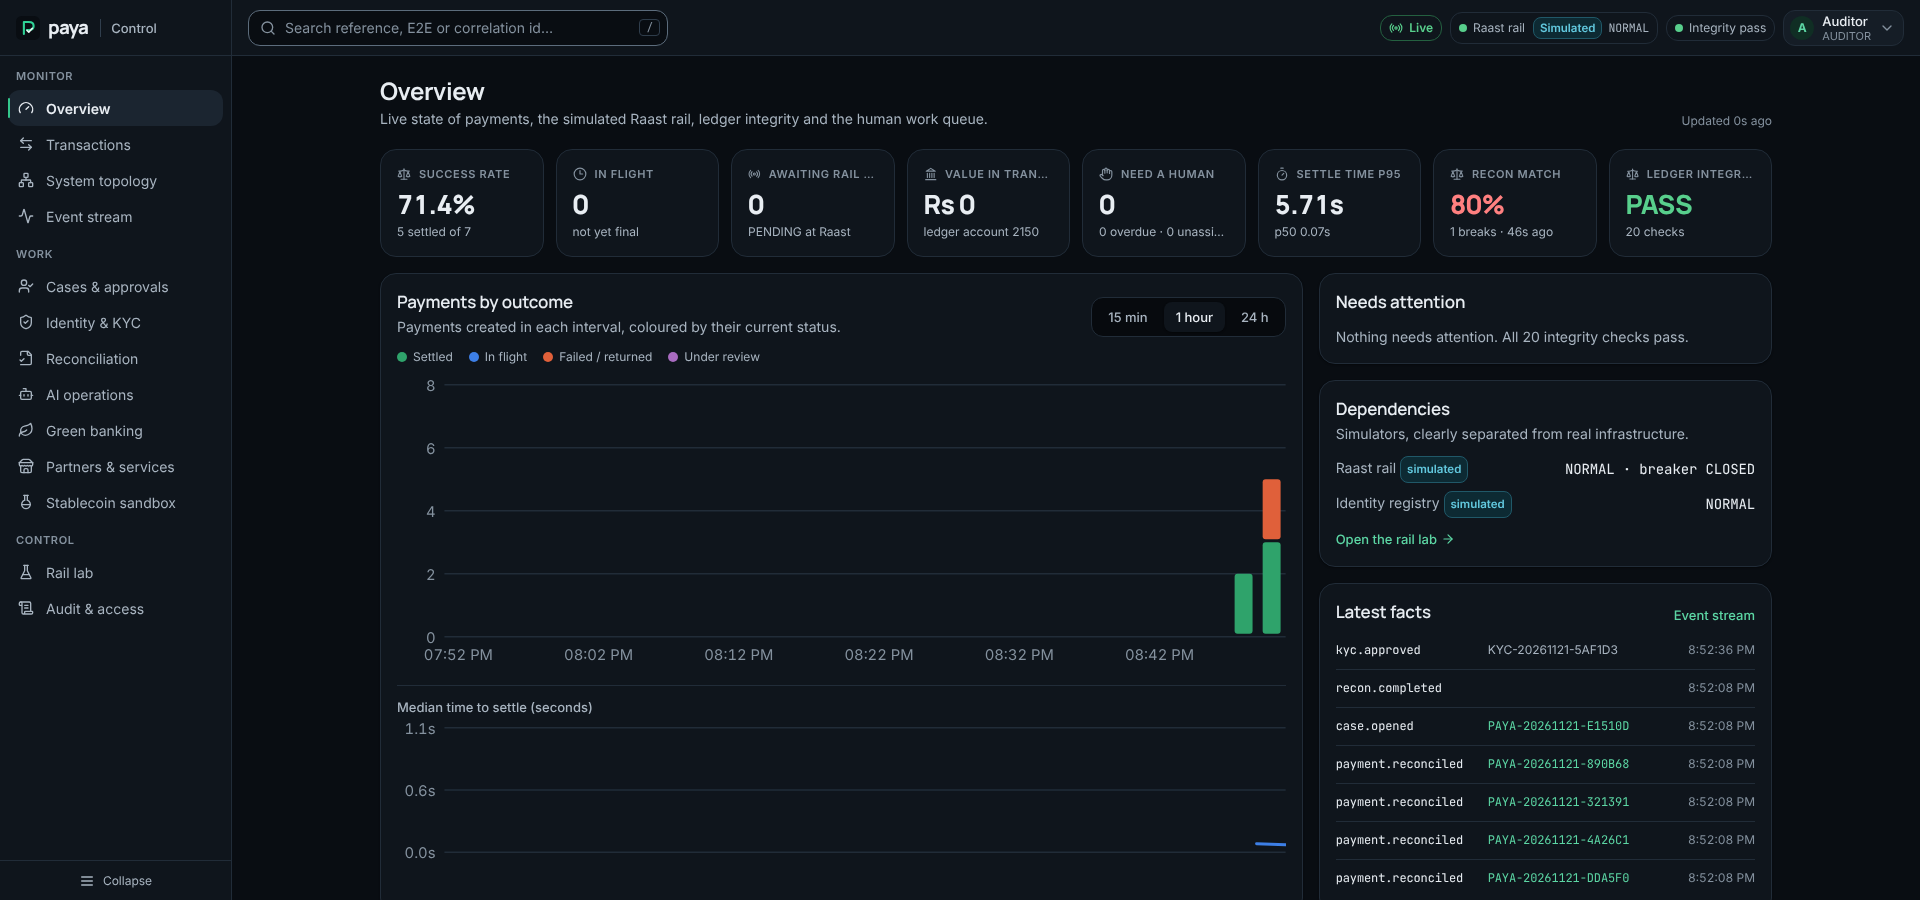 paya Control
Search reference, E2E or correlation id... /
Live
Raast rail Simulated NORMAL
Integrity pass
A
Auditor
AUDITOR
MONITOR
Overview
Transactions
System topology
Event stream
WORK
Cases & approvals
Identity & KYC
Reconciliation
AI operations
Green banking
Partners & services
Stablecoin sandbox
CONTROL
Rail lab
Audit & access
Collapse
Overview
Live state of payments, the simulated Raast rail, ledger integrity and the human work queue.
Updated 0s ago
SUCCESS RATE
71.4%
5 settled of 7
IN FLIGHT
0
not yet final
AWAITING RAIL ...
0
PENDING at Raast
VALUE IN TRAN...
Rs 0
ledger account 2150
NEED A HUMAN
0
0 overdue · 0 unassi...
SETTLE TIME P95
5.71s
p50 0.07s
RECON MATCH
80%
1 breaks · 46s ago
LEDGER INTEGR...
PASS
20 checks
Payments by outcome
Payments created in each interval, coloured by their current status.
15 min 1 hour 24 h
Settled In flight Failed / returned Under review
8
6
4
2
0
07:52 PM 08:02 PM 08:12 PM 08:22 PM 08:32 PM 08:42 PM
Median time to settle (seconds)
1.1s
0.6s
0.0s
Needs attention
Nothing needs attention. All 20 integrity checks pass.
Dependencies
Simulators, clearly separated from real infrastructure.
Raast rail simulated NORMAL · breaker CLOSED
Identity registry simulated NORMAL
Open the rail lab →
Latest facts Event stream
kyc.approved KYC-20261121-5AF1D3 8:52:36 PM
recon.completed 8:52:08 PM
case.opened PAYA-20261121-E1510D 8:52:08 PM
payment.reconciled PAYA-20261121-890B68 8:52:08 PM
payment.reconciled PAYA-20261121-321391 8:52:08 PM
payment.reconciled PAYA-20261121-4A26C1 8:52:08 PM
payment.reconciled PAYA-20261121-DDA5F0 8:52:08 PM